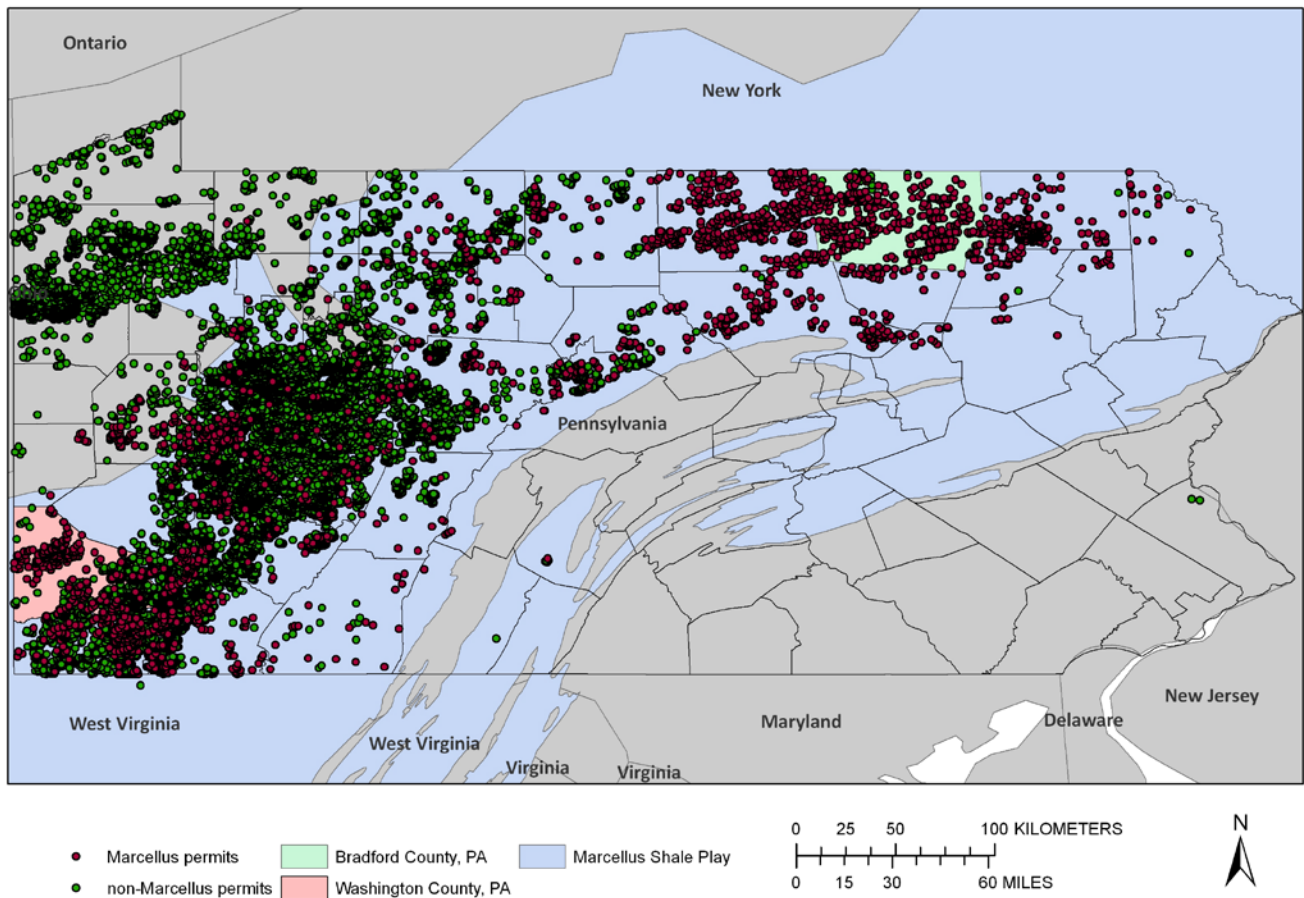 Ontario
New York
Pennsylvania
West Virginia
West Virginia
Virginia
Virginia
Maryland
Delaware
New Jersey
Marcellus permits
non-Marcellus permits
Bradford County, PA
Washington County, PA
Marcellus Shale Play
0 25 50 100 KILOMETERS
0 15 30 60 MILES
N